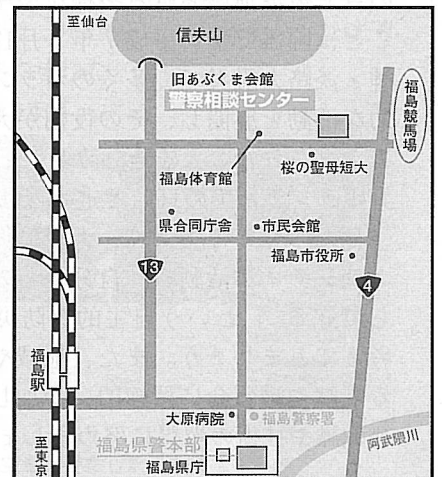 至仙台
信夫山
旧あぶくま会館
警察相談センター
福島競馬場
福島体育館
桜の聖母短大
県合同庁舎
市民会館
福島市役所
13
4
福島駅
大原病院
福島警察署
福島県警本部
阿武隈川
至東京
福島県庁